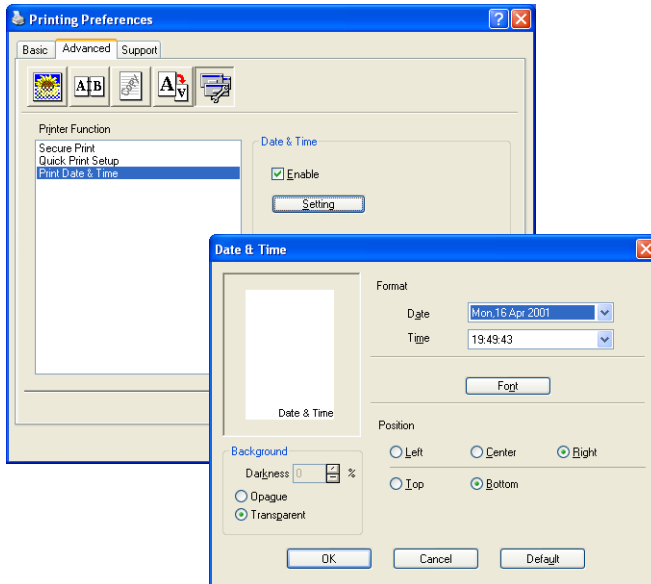 Printing Preferences
Basic Advanced Support
A B
A V
Printer Function
Secure Print
Quick Print Setup
Print Date & Time
Date & Time
Enable
Setting
Date & Time
Date & Time
Format
Date Mon,16 Apr 2001
Time 19:49:43
Font
Background
Darkness 0 %
Opague
Transparent
Position
Left Center Right
Top Bottom
OK Cancel Default